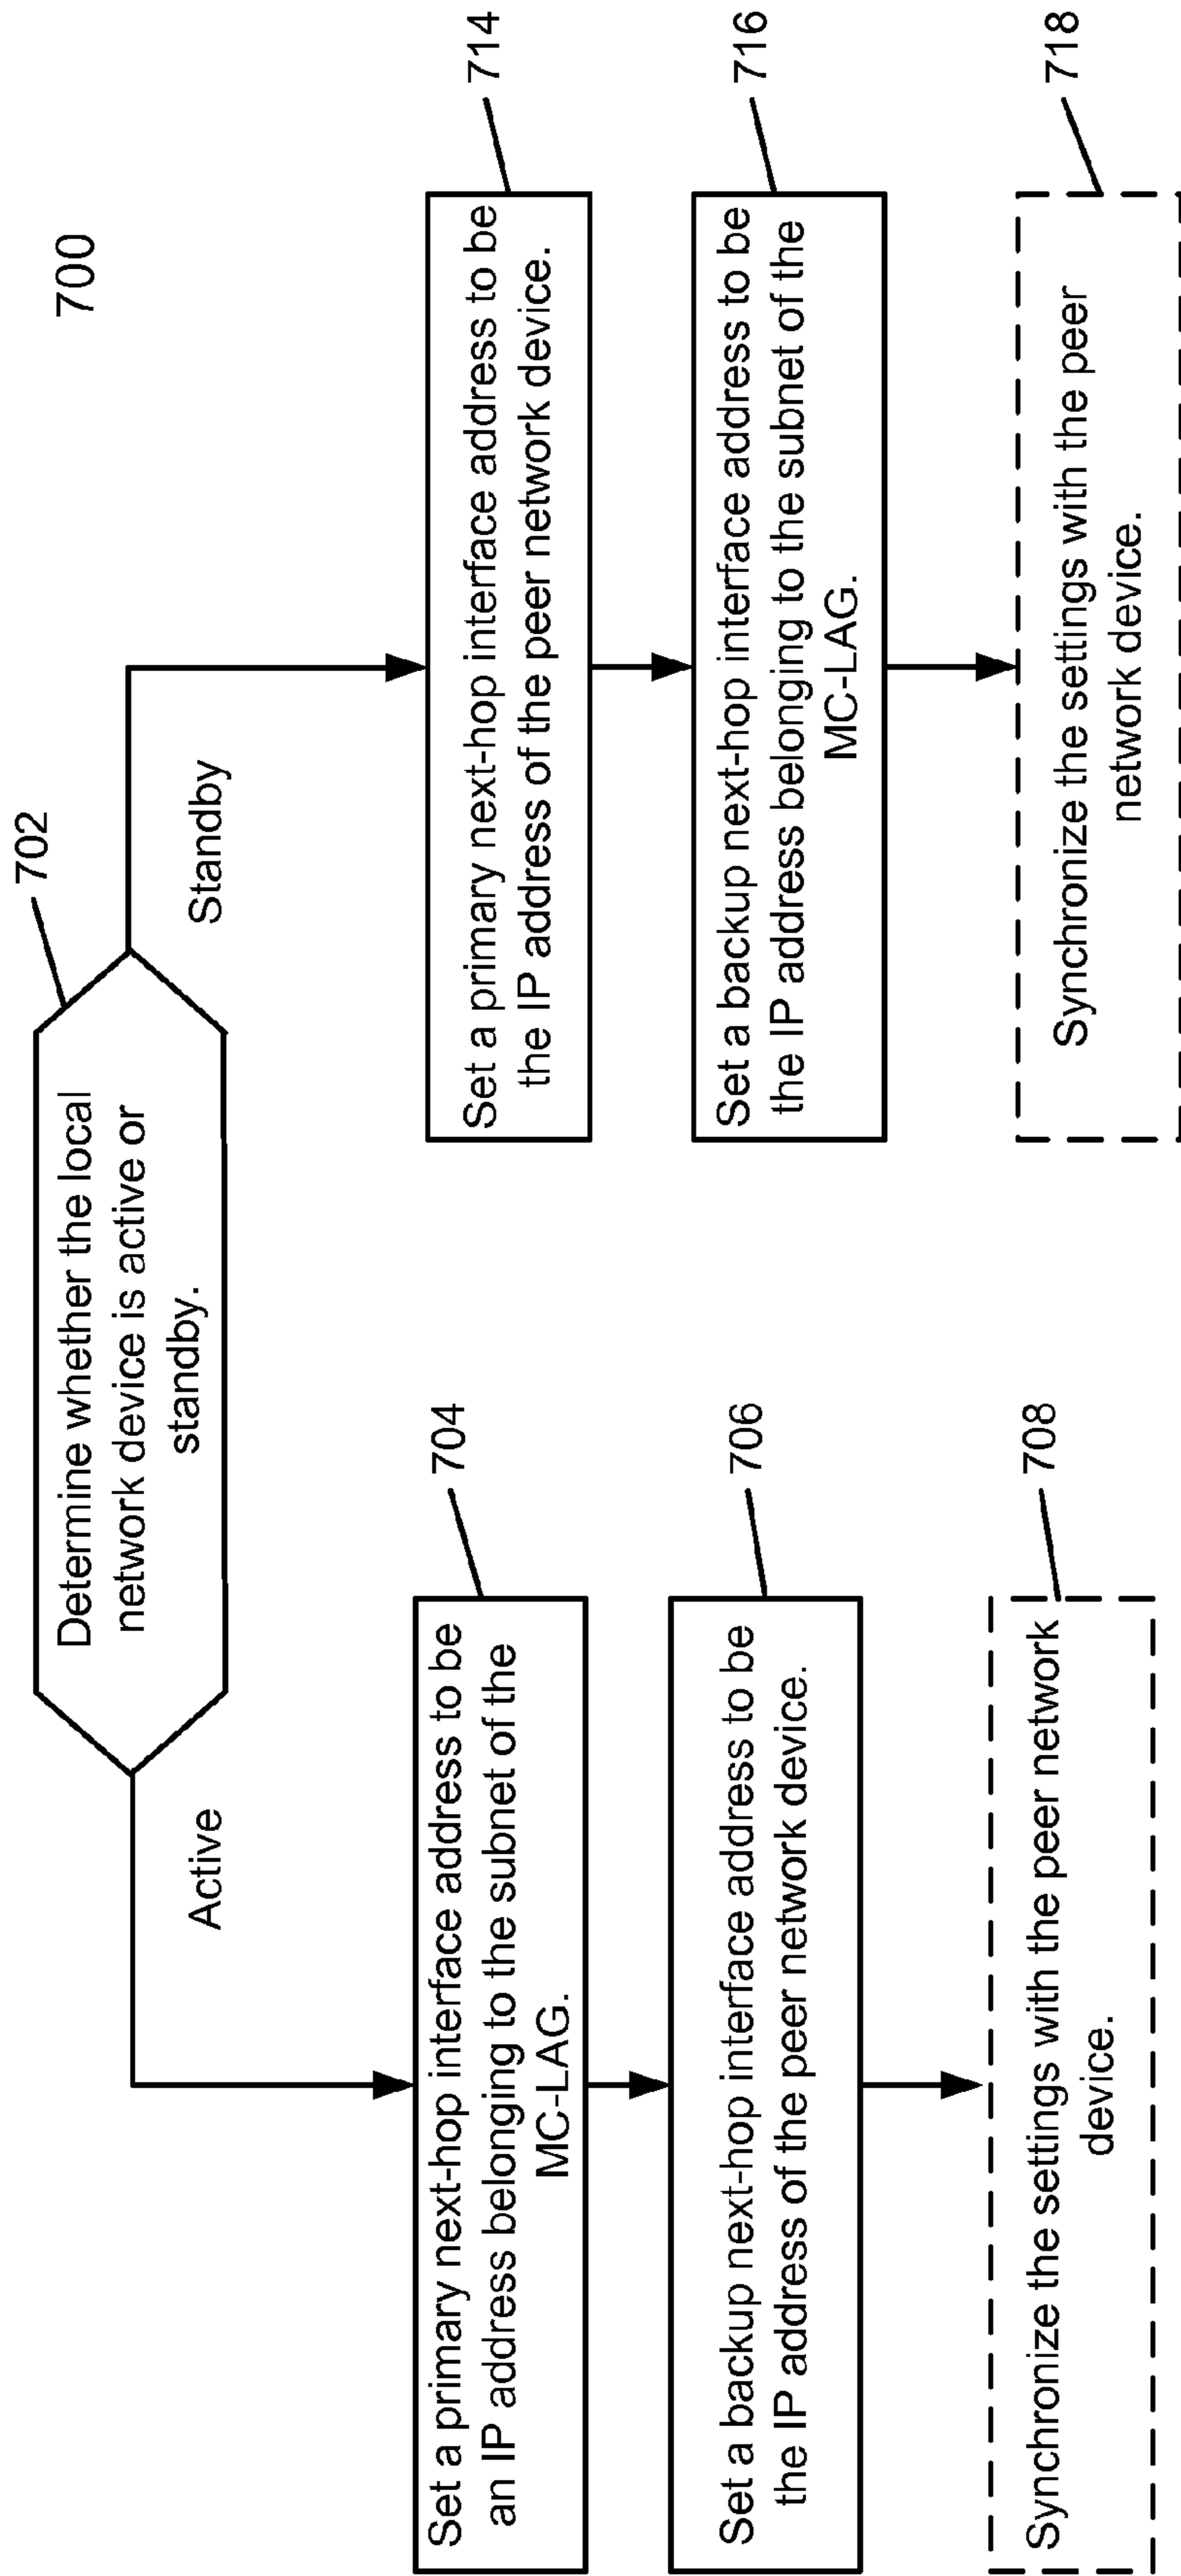 700
702
Determine whether the local
network device is active or
standby.
Active
Standby
704
Set a primary next-hop interface address to be
an IP address belonging to the subnet of the
MC-LAG.
706
Set a backup next-hop interface address to be
the IP address of the peer network device.
708
Synchronize the settings with the peer network
device.
714
Set a primary next-hop interface address to be
the IP address of the peer network device.
716
Set a backup next-hop interface address to be
the IP address belonging to the subnet of the
MC-LAG.
718
Synchronize the settings with the peer
network device.